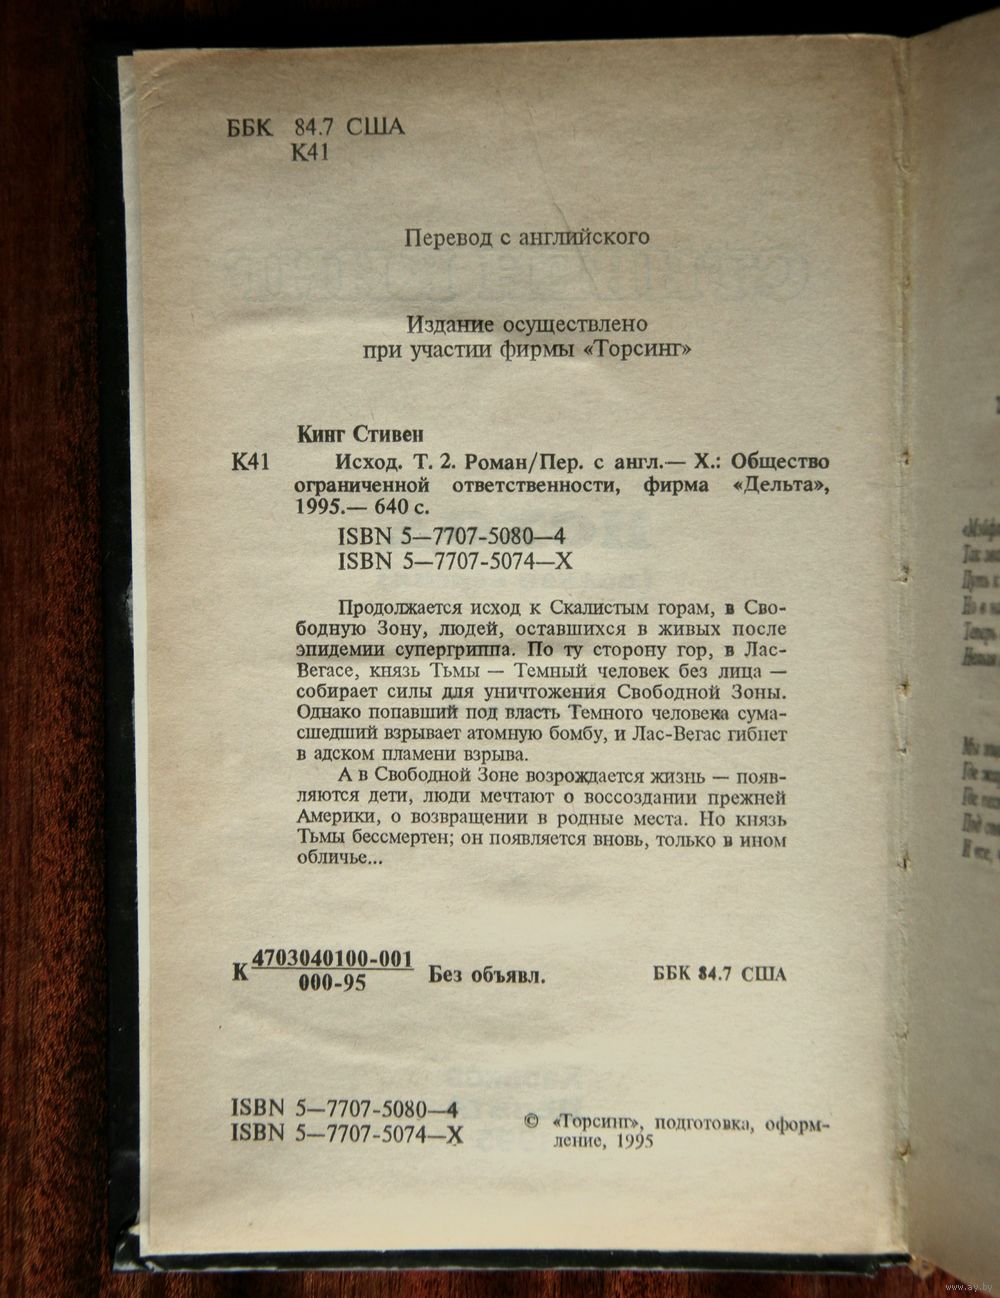 ББК 84.7 США
К41
Перевод с английского
Издание осуществлено
при участии фирмы «Торсинг»
Кинг Стивен
К41 Исход. Т. 2. Роман/Пер. с англ.— Х.: Общество
ограниченной ответственности, фирма «Дельта»,
1995.— 640 с.
ISBN 5—7707-5080—4
ISBN 5—7707-5074—X
Продолжается исход к Скалистым горам, в Сво-
бодную Зону, людей, оставшихся в живых после
эпидемии супергриппа. По ту сторону гор, в Лас-
Вегасе, князь Тьмы — Темный человек без лица —
собирает силы для уничтожения Свободной Зоны.
Однако попавший под власть Темного человека сума-
сшедший взрывает атомную бомбу, и Лас-Вегас гибнет
в адском пламени взрыва.
А в Свободной Зоне возрождается жизнь — появ-
ляются дети, люди мечтают о воссоздании прежней
Америки, о возвращении в родные места. Но князь
Тьмы бессмертен; он появляется вновь, только в ином
обличье...
К 4703040100-001
000-95
Без объявл.
ББК 84.7 США
ISBN 5—7707-5080—4
ISBN 5—7707-5074—X
© «Торсинг», подготовка, оформ-
ление, 1995
www.ay.by